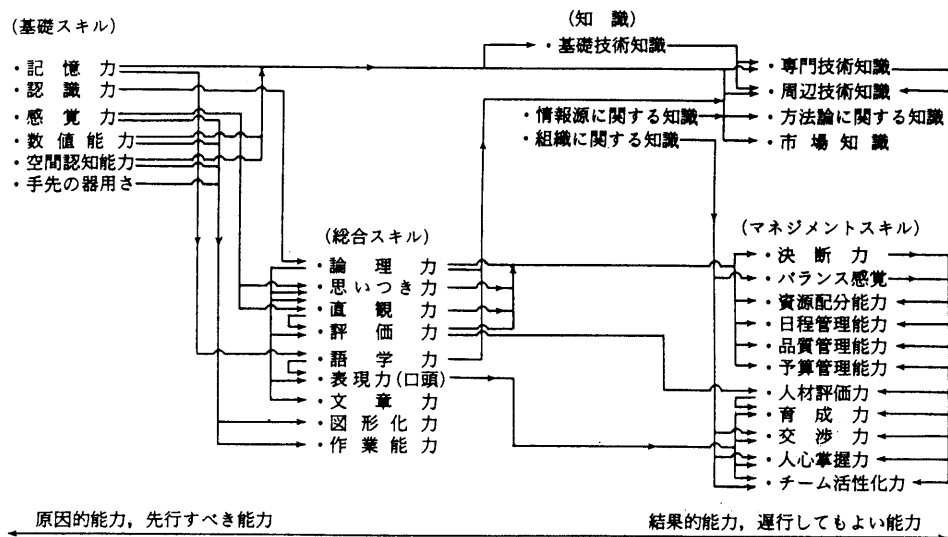 (基礎スキル)
・記憶力
・認識力
・感覚力
・数値能力
・空間認知能力
・手先の器用さ
(知 識)
・基礎技術知識
・専門技術知識
・周辺技術知識
・情報源に関する知識
・方法論に関する知識
・組織に関する知識
・市場知識
(総合スキル)
・論理力
・思いつき力
・直観力
・評価力
・語学力
・表現力(口頭)
・文章力
・図形化力
・作業能力
(マネジメントスキル)
・決断力
・バランス感覚
・資源配分能力
・日程管理能力
・品質管理能力
・予算管理能力
・人材評価力
・育成力
・交渉力
・人心掌握力
・チーム活性化力
原因的能力，先行すべき能力
結果的能力，遅行してもよい能力